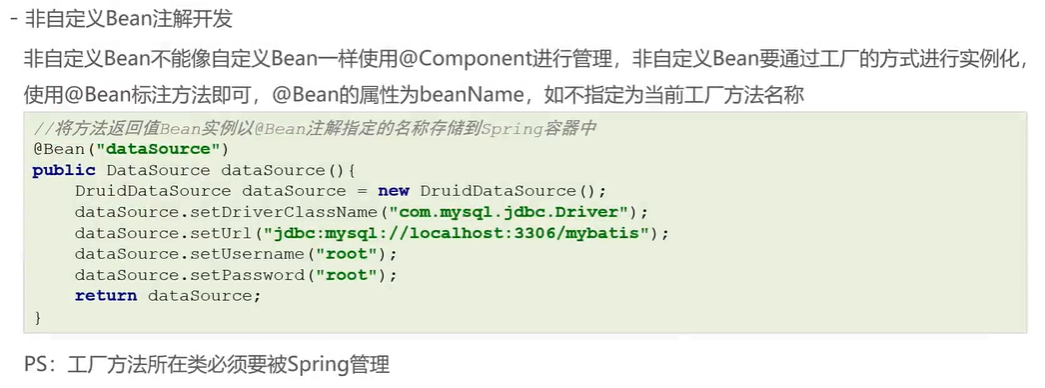 - 非自定义Bean注解开发
非自定义Bean不能像自定义Bean一样使用@Component进行管理，非自定义Bean要通过工厂的方式进行实例化，
使用@Bean标注方法即可，@Bean的属性为beanName，如不指定为当前工厂方法名称
//将方法返回值Bean实例以@Bean注解指定的名称存储到Spring容器中
@Bean("dataSource")
public DataSource dataSource(){
    DruidDataSource dataSource = new DruidDataSource();
    dataSource.setDriverClassName("com.mysql.jdbc.Driver");
    dataSource.setUrl("jdbc:mysql://localhost:3306/mybatis");
    dataSource.setUsername("root");
    dataSource.setPassword("root");
    return dataSource;
}
PS：工厂方法所在类必须要被Spring管理